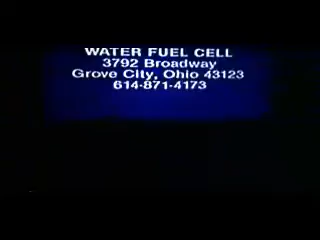 WATER FUEL CELL
3792 Broadway
Grove City, Ohio 43123
614-871-4173